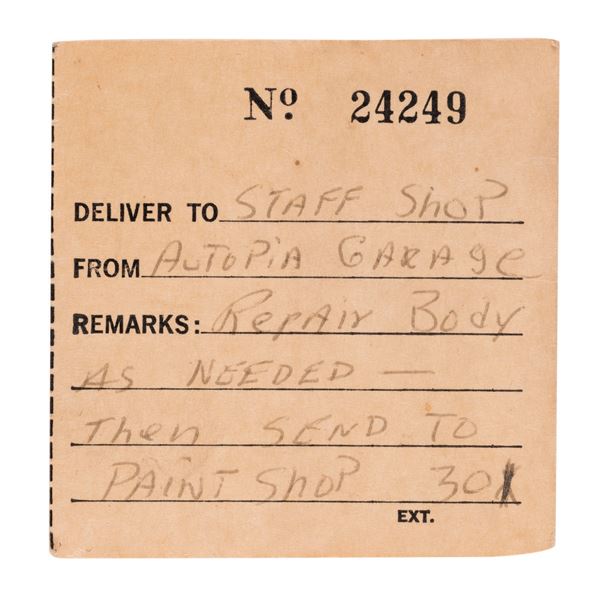 Nº 24249
DELIVER TO STAFF SHOP
FROM AUTOPIA GARAGE
REMARKS: Repair Body
AS NEEDED —
Then SEND TO
PAINT SHOP 301
EXT.